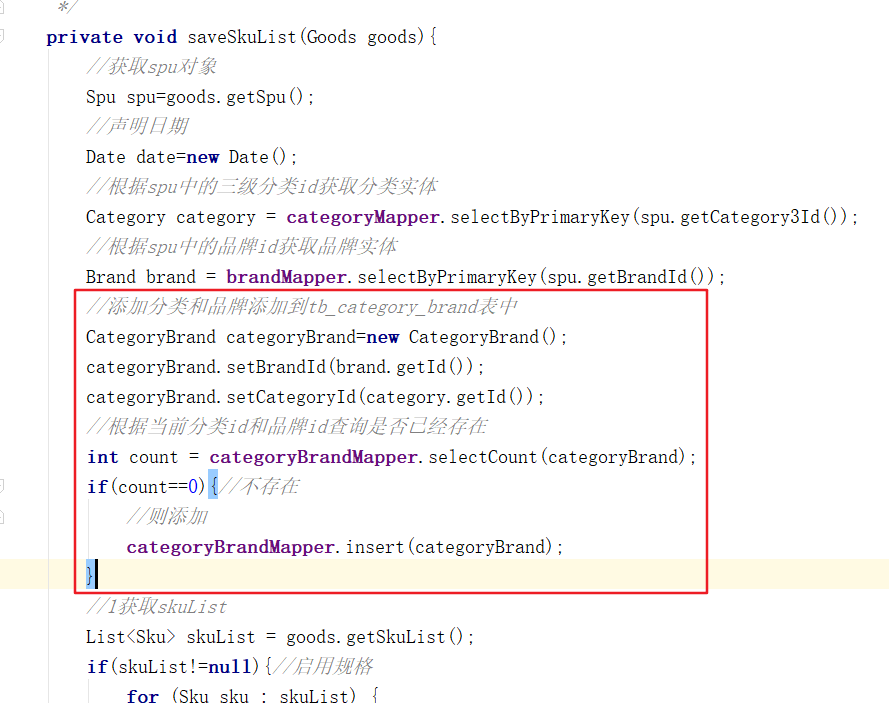 */
private void saveSkuList(Goods goods){
//获取spu对象
Spu spu=goods.getSpu();
//声明日期
Date date=new Date();
//根据spu中的三级分类id获取分类实体
Category category = categoryMapper.selectByPrimaryKey(spu.getCategory3Id());
//根据spu中的品牌id获取品牌实体
Brand brand = brandMapper.selectByPrimaryKey(spu.getBrandId());
//添加分类和品牌添加到tb_category_brand表中
CategoryBrand categoryBrand=new CategoryBrand();
categoryBrand.setBrandId(brand.getId());
categoryBrand.setCategoryId(category.getId());
//根据当前分类id和品牌id查询是否已经存在
int count = categoryBrandMapper.selectCount(categoryBrand);
if(count==0){//不存在
//则添加
categoryBrandMapper.insert(categoryBrand);
}
//1获取skuList
List<Sku> skuList = goods.getSkuList();
if(skuList!=null){//启用规格
for (Sku sku : skuList) {